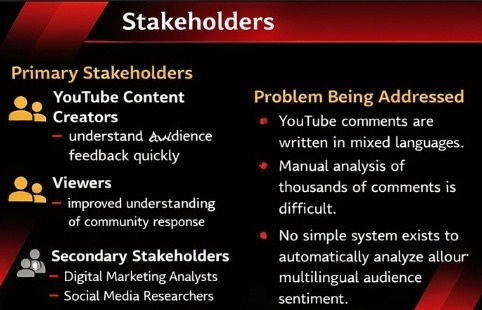 Stakeholders
Primary Stakeholders
YouTube Content
Creators
– understand Audience
feedback quickly
Viewers
– improved understanding
of community response
Secondary Stakeholders
– Digital Marketing Analysts
– Social Media Researchers
Problem Being Addressed
YouTube comments are
written in mixed languages.
Manual analysis of
thousands of comments is
difficult.
No simple system exists to
automatically analyze allour
multilingual audience
sentiment.